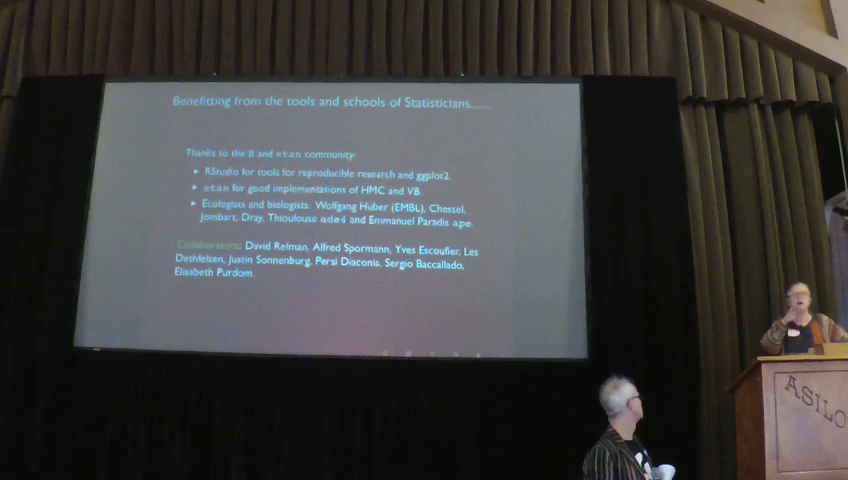 Benefitting from the tools and schools of Statisticians......
Thanks to the R and stan community:
► RStudio for tools for reproducible research and ggplot2.
► stan for good implementations of HMC and VB.
► Ecologists and biologists: Wolfgang Huber (EMBL), Chessel,
Jombart, Dray, Thioulouse ade4 and Emmanuel Paradis ape.
Collaborators: David Relman, Alfred Spormann, Yves Escoufier, Les
Dethlefsen, Justin Sonnenburg, Persi Diaconis, Sergio Baccallado,
Elisabeth Purdom.
ASILO